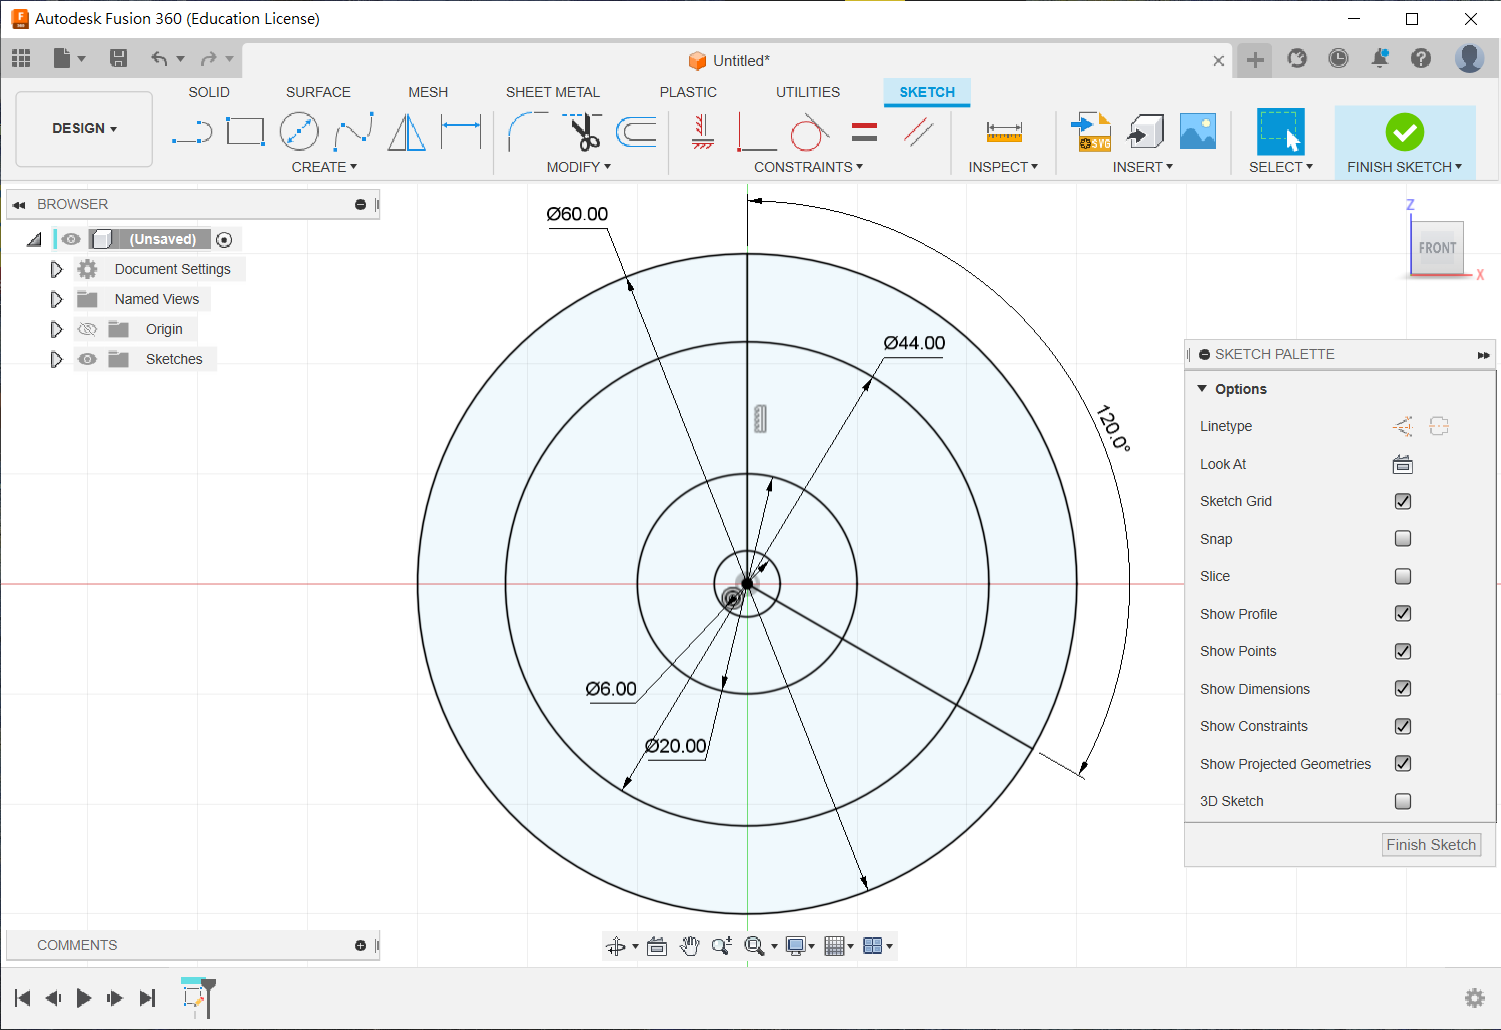 Autodesk Fusion 360 (Education License)
Untitled*
SOLID SURFACE MESH SHEET METAL PLASTIC UTILITIES SKETCH
DESIGN
SVG
CREATE MODIFY CONSTRAINTS INSPECT INSERT SELECT FINISH SKETCH
BROWSER
(Unsaved)
Document Settings
Named Views
Origin
Sketches
Ø60.00
Ø44.00
120.0°
Ø6.00
Ø20.00
Z
FRONT
X
SKETCH PALETTE
Options
Linetype
Look At
Sketch Grid
Snap
Slice
Show Profile
Show Points
Show Dimensions
Show Constraints
Show Projected Geometries
3D Sketch
Finish Sketch
COMMENTS